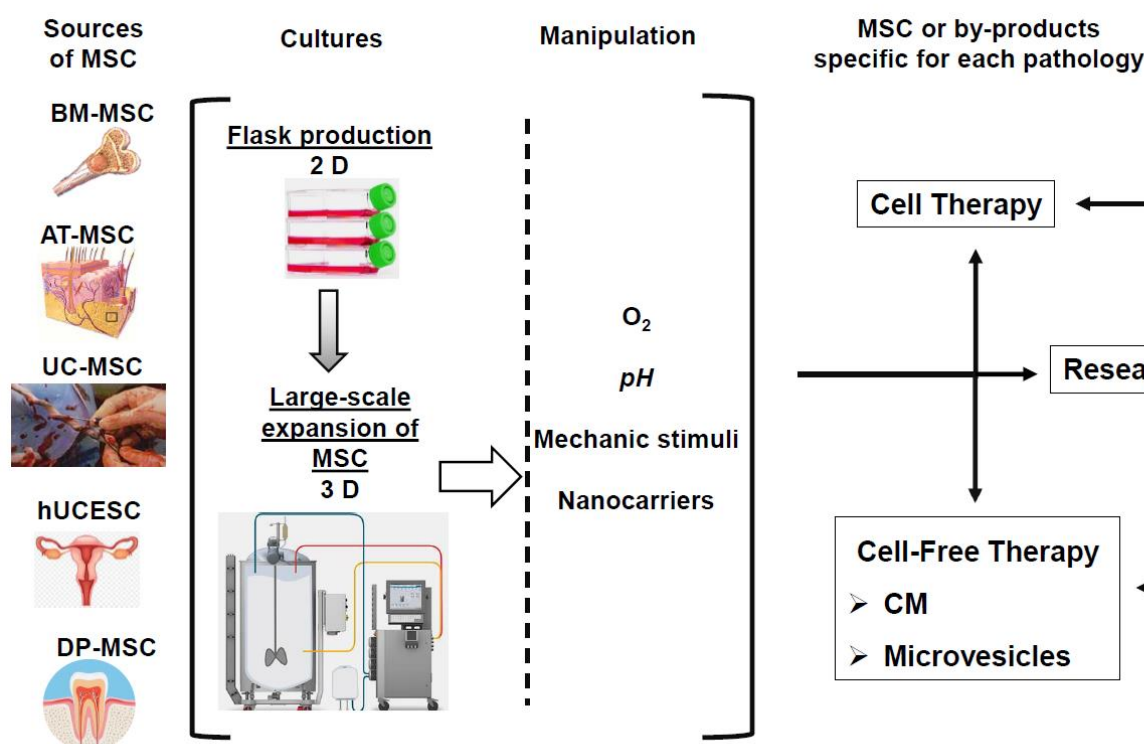 Sources
of MSC
BM-MSC
AT-MSC
UC-MSC
hUCESC
DP-MSC
Cultures
Flask production
2 D
Large-scale
expansion of
MSC
3 D
Manipulation
O₂
pH
Mechanic stimuli
Nanocarriers
MSC or by-products
specific for each pathology
Cell Therapy
Resea
Cell-Free Therapy
➢ CM
➢ Microvesicles